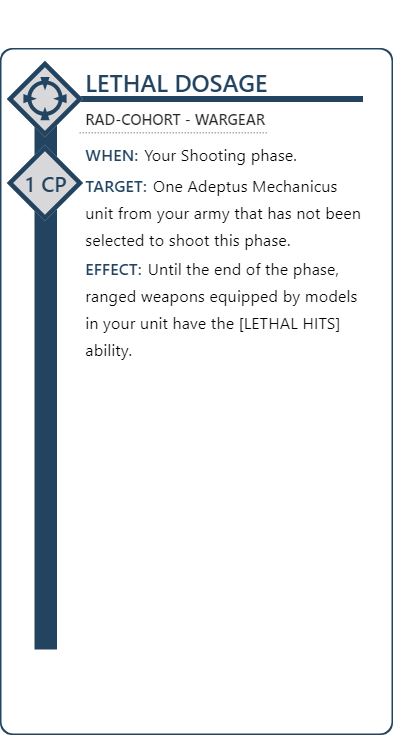 LETHAL DOSAGE
RAD-COHORT - WARGEAR
WHEN: Your Shooting phase.
1 CP
TARGET: One Adeptus Mechanicus
unit from your army that has not been
selected to shoot this phase.
EFFECT: Until the end of the phase,
ranged weapons equipped by models
in your unit have the [LETHAL HITS]
ability.